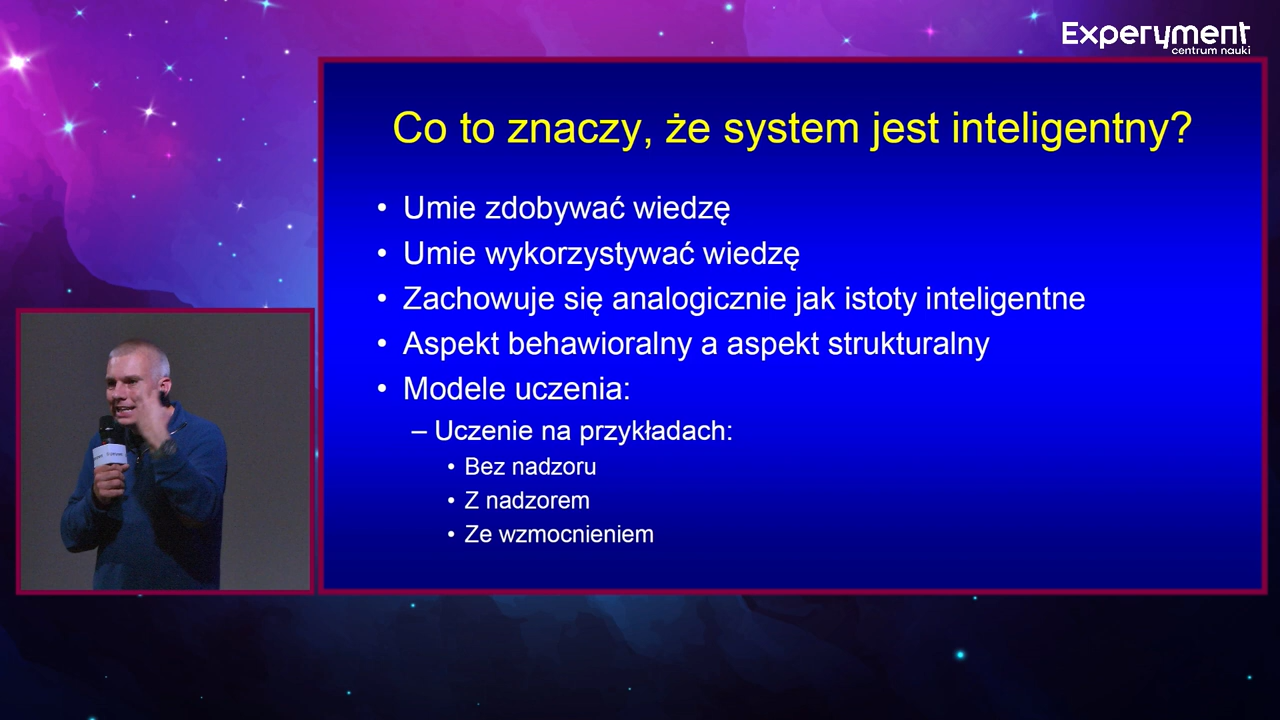 Experyment
centrum nauki
Co to znaczy, że system jest inteligentny?
• Umie zdobywać wiedzę
• Umie wykorzystywać wiedzę
• Zachowuje się analogicznie jak istoty inteligentne
• Aspekt behawioralny a aspekt strukturalny
• Modele uczenia:
– Uczenie na przykładach:
• Bez nadzoru
• Z nadzorem
• Ze wzmocnieniem